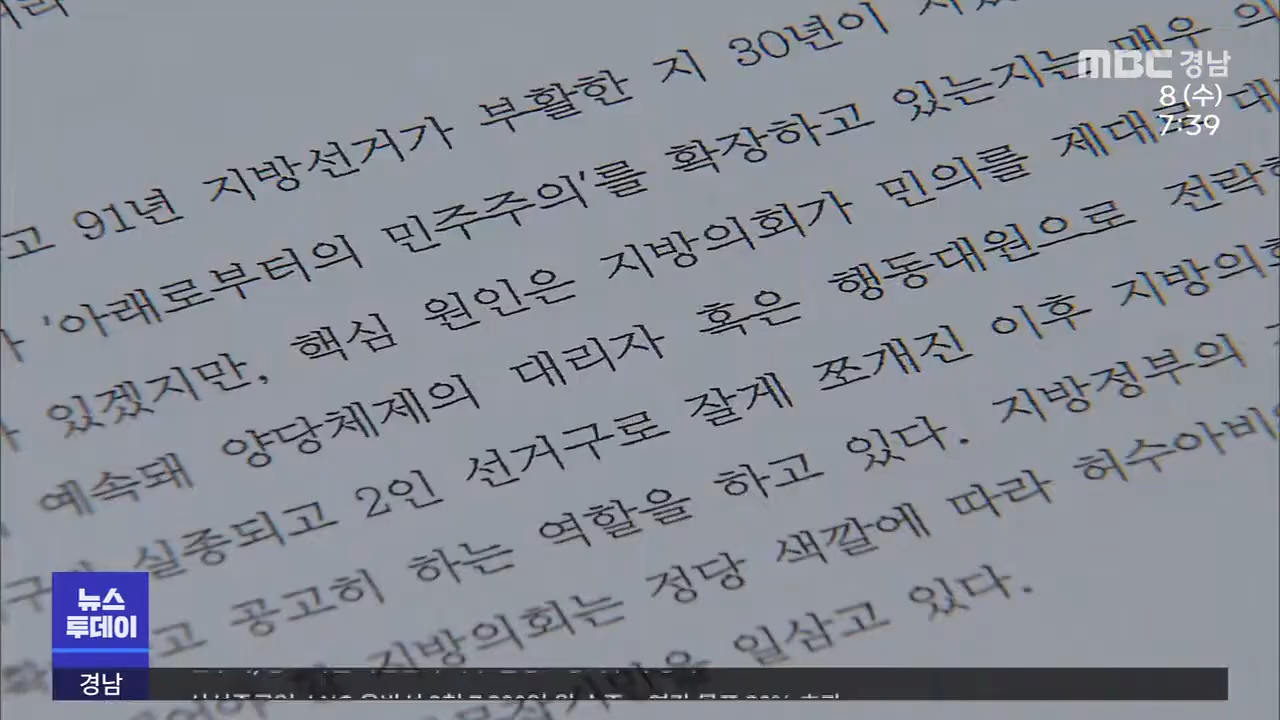 고 91년 지방선거가 부활한 지 30년이
'아래로부터의 민주주의'를 확장하고 있는지는 매우
있겠지만, 핵심 원인은 지방의회가 민의를 제대로
예속돼 양당체제의 대리자 혹은 행동대원으로 전락
실종되고 2인 선거구로 잘게 쪼개진 이후 지방의회
고 공고히 하는 역할을 하고 있다. 지방정부의
지방의회는 정당 색깔에 따라 허수아비
일삼고 있다.
MBC 경남
8 (수)
7:39
뉴스
투데이
경남